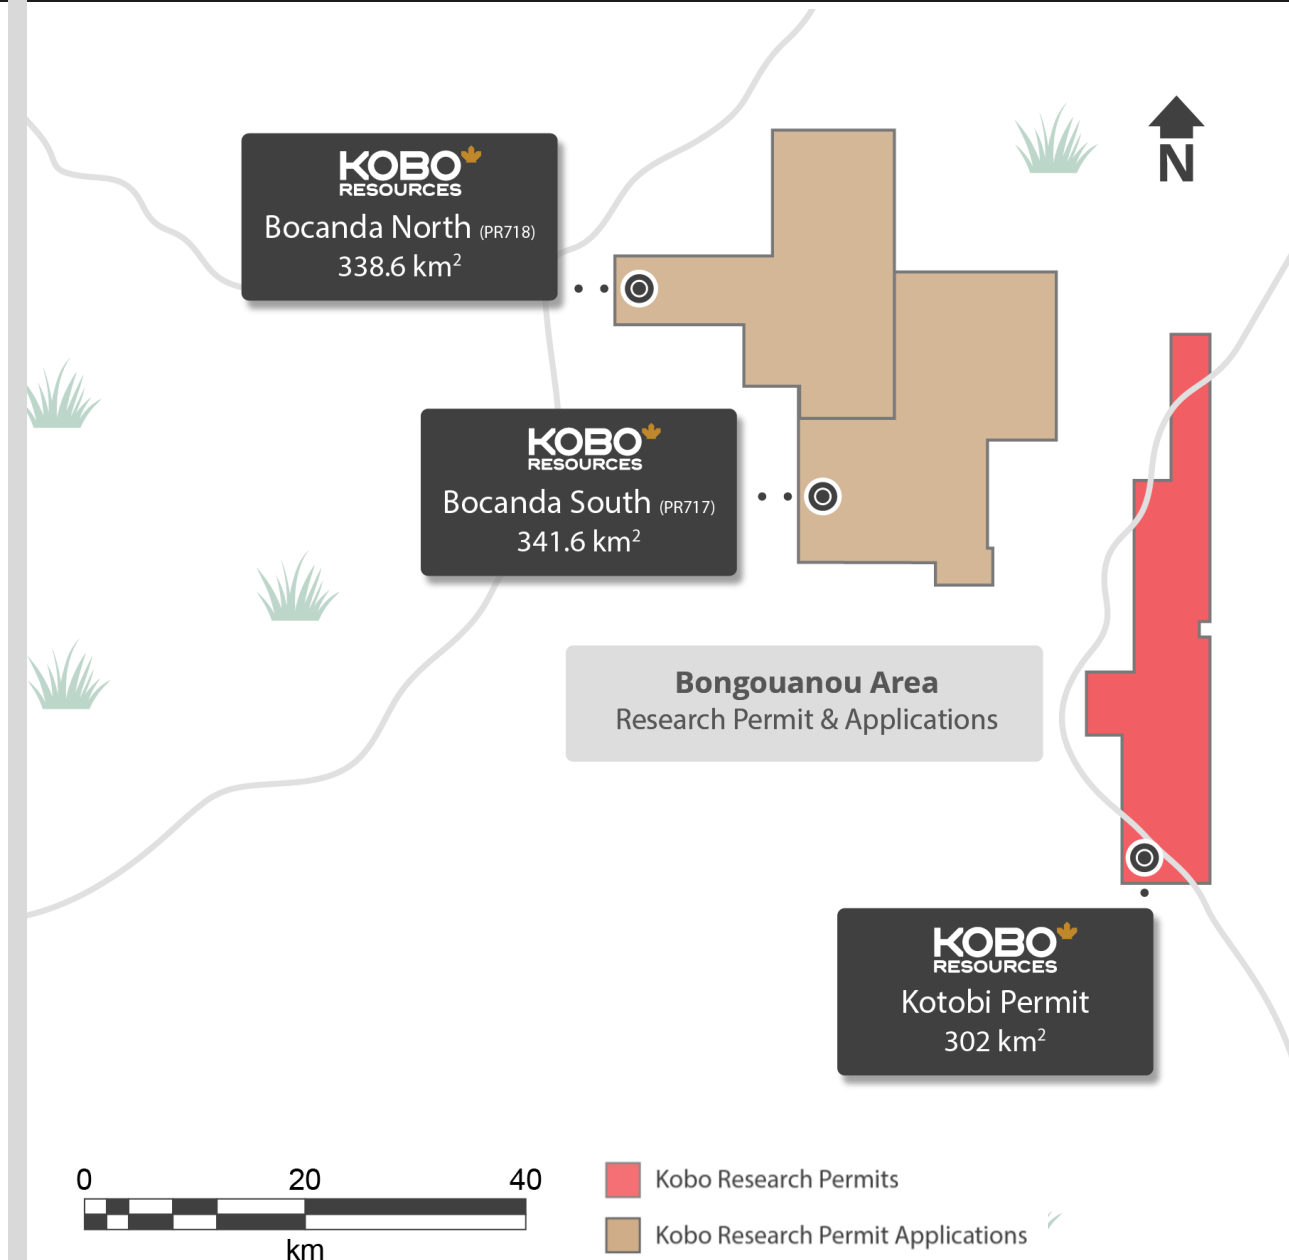 N
KOBO
RESOURCES
Bocanda North (PR718)
338.6 km²
KOBO
RESOURCES
Bocanda South (PR717)
341.6 km²
Bongouanou Area
Research Permit & Applications
KOBO
RESOURCES
Kotobi Permit
302 km²
0 20 40
km
Kobo Research Permits
Kobo Research Permit Applications